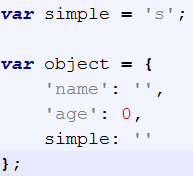 var simple = 's';
var object = {
'name': '',
'age': 0,
simple: ''
};